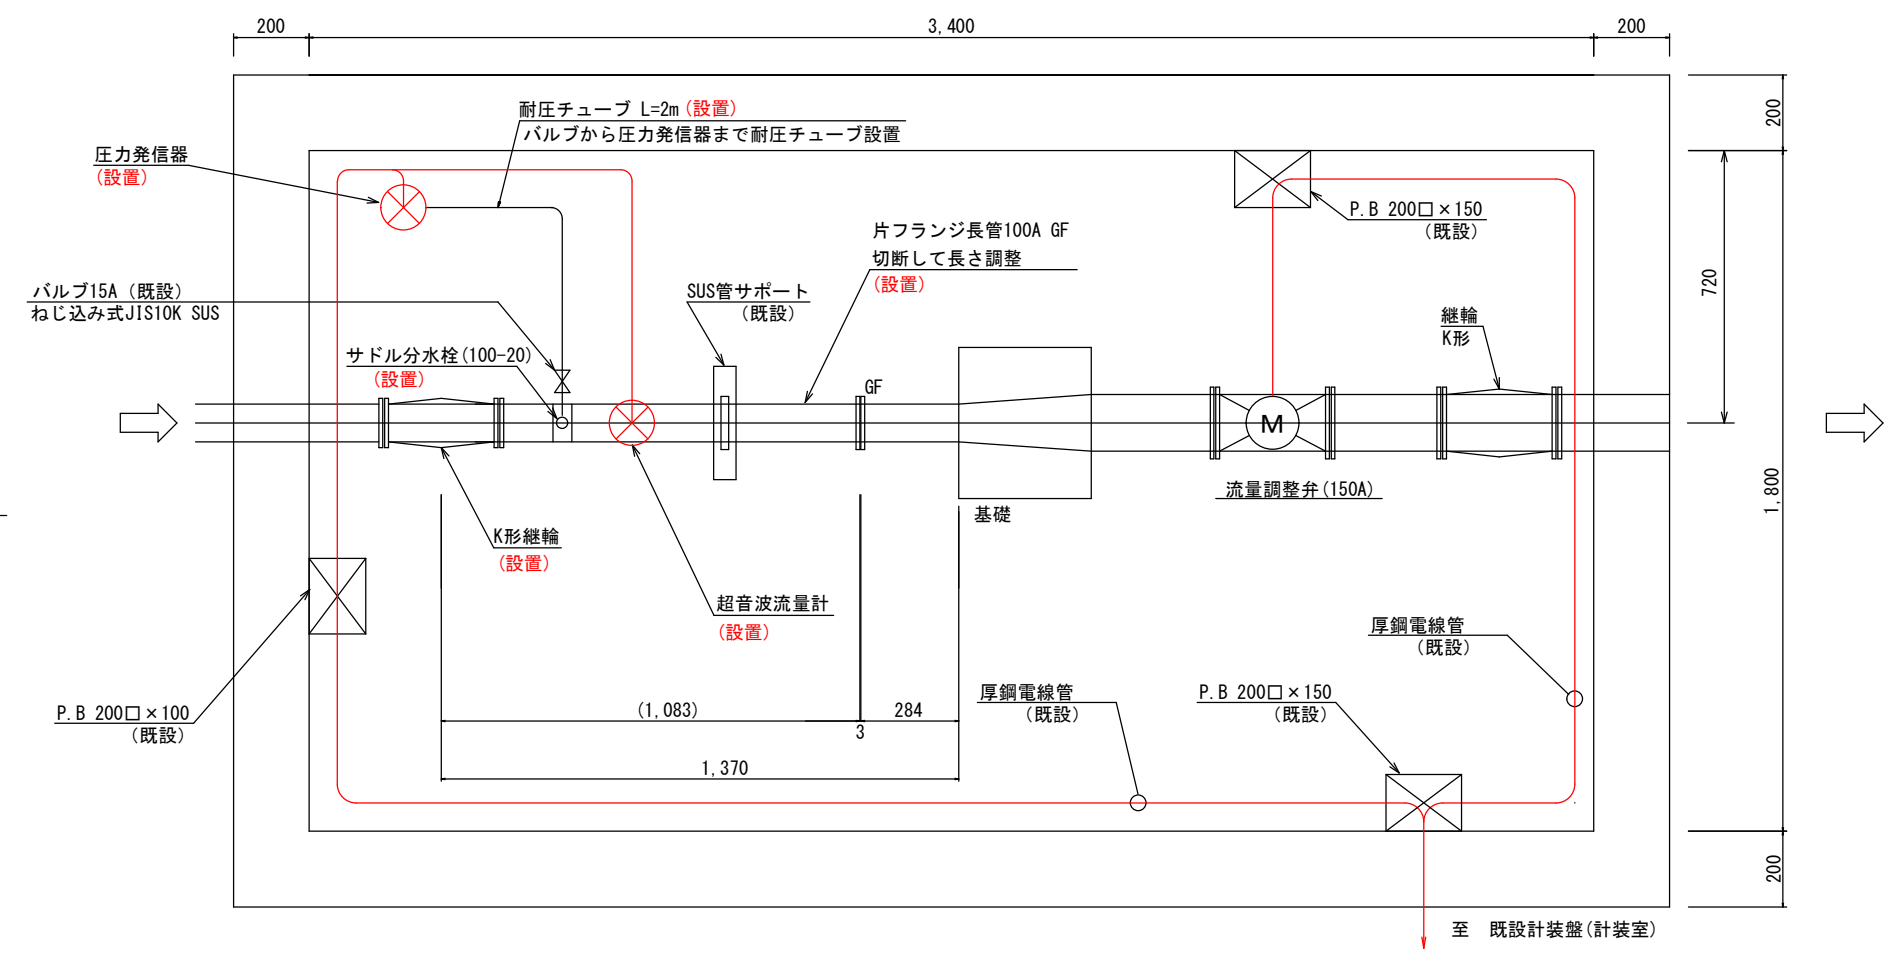 200
3,400
200
耐圧チューブ L=2m (設置)
バルブから圧力発信器まで耐圧チューブ設置
200
圧力発信器
(設置)
P.B 200□×150
(既設)
片フランジ長管100A GF
切断して長さ調整
(設置)
720
バルブ15A (既設)
ねじ込み式JIS10K SUS
SUS管サポート
(既設)
継輪
K形
サドル分水栓(100-20)
(設置)
GF
M
流量調整弁(150A)
1,800
基礎
K形継輪
(設置)
超音波流量計
(設置)
厚鋼電線管
(既設)
P.B 200□×100
(既設)
(1,083)
3
284
厚鋼電線管
(既設)
P.B 200□×150
(既設)
1,370
200
至 既設計装盤(計装室)